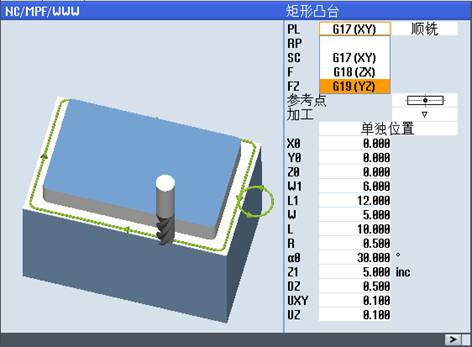 NC/MPF/WWW
矩形凸台
PL G17(XY) 顺铣
RP
SC G17(XY)
F G18(ZX)
FZ G19(YZ)
参考点
加工 ▽
单独位置
X0 0.000
Y0 0.000
Z0 0.000
W1 6.000
L1 12.000
W 5.000
L 10.000
R 0.500
α0 30.000 °
Z1 5.000 inc
DZ 0.500
UXY 0.100
UZ 0.100